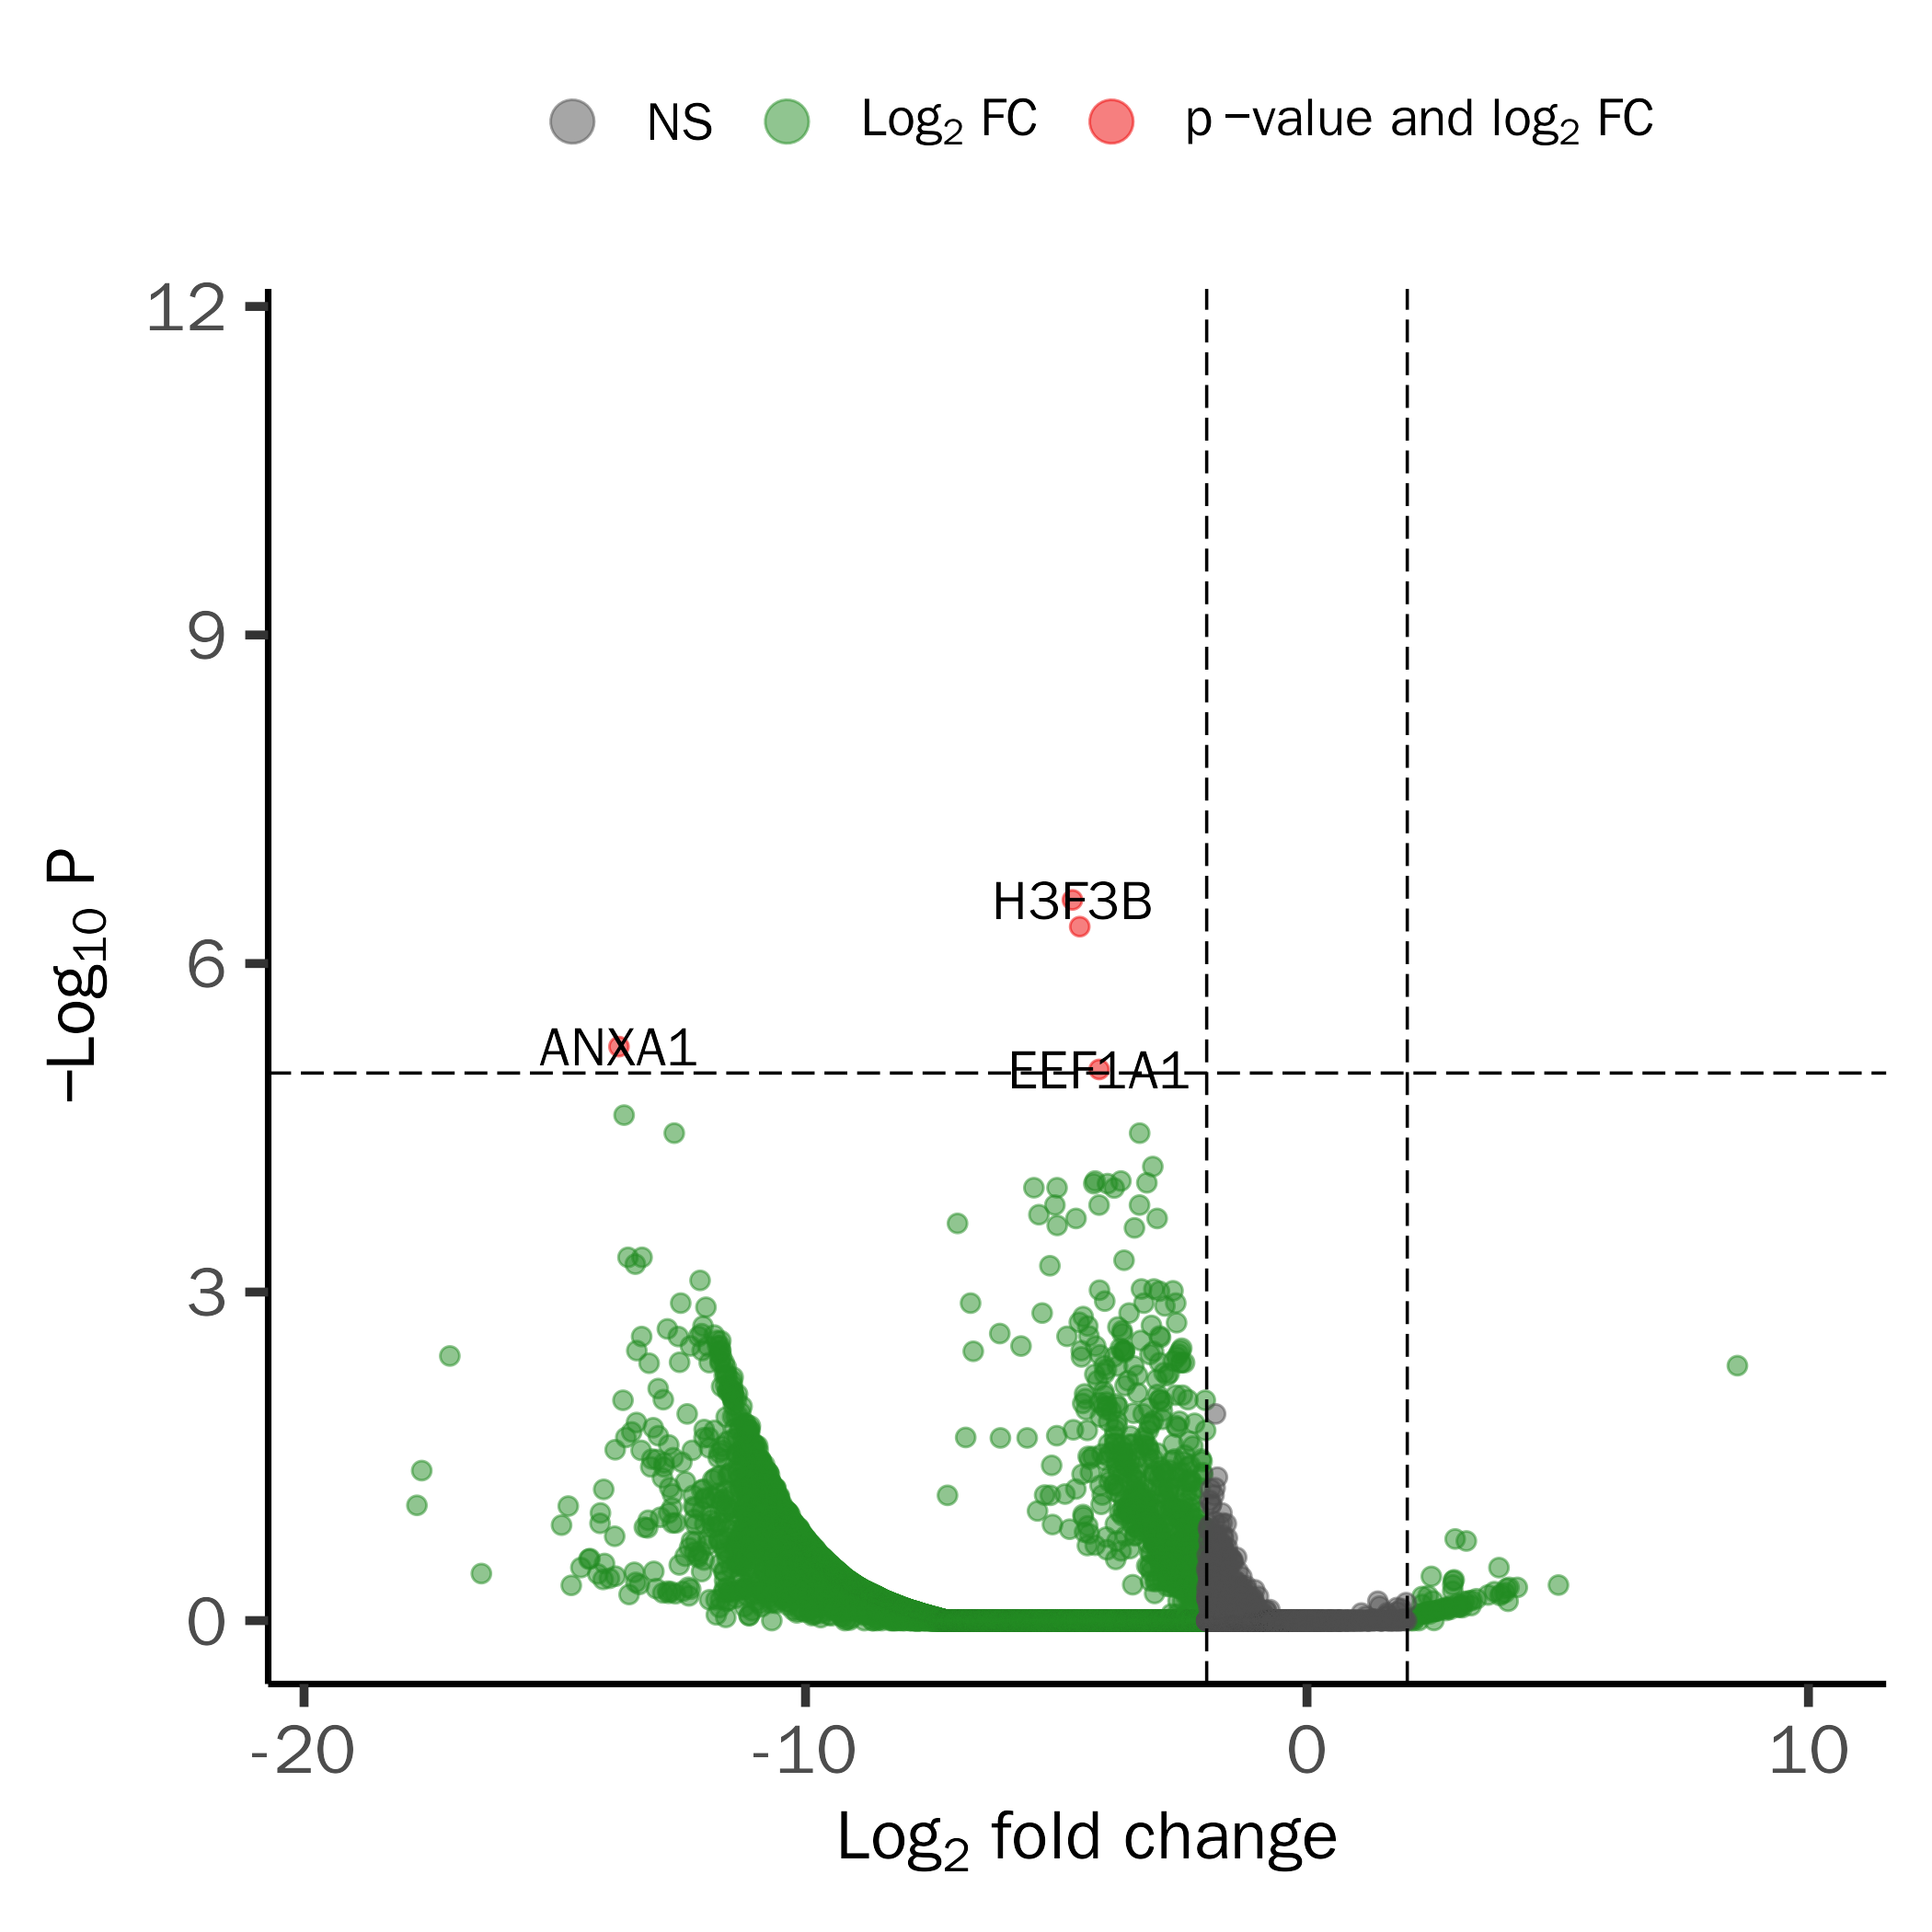 NS Log₂ FC p −value and log₂ FC
12
9
6
3
0
−Log₁₀ P
H3F3B
ANXA1
EEF1A1
-20 -10 0 10
Log₂ fold change